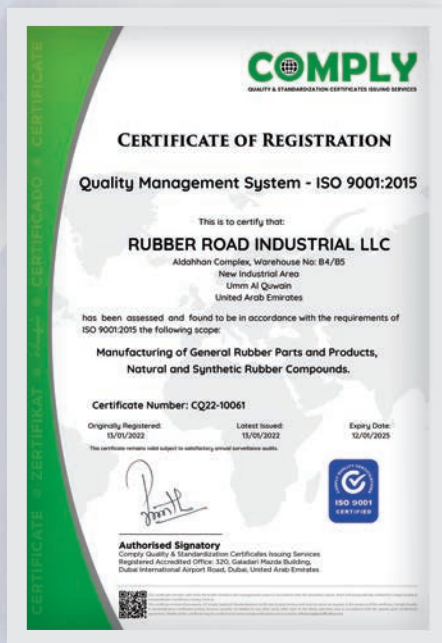 COMPLY
QUALITY & STANDARDIZATION CERTIFICATES ISSUING SERVICES
CERTIFICATE OF REGISTRATION
Quality Management System - ISO 9001:2015
This is to certify that:
RUBBER ROAD INDUSTRIAL LLC
Aldahhan Complex, Warehouse No: B4/B5
New Industrial Area
Umm Al Quwain
United Arab Emirates
has been assessed and found to be in accordance with the requirements of
ISO 9001:2015 the following scope:
Manufacturing of General Rubber Parts and Products,
Natural and Synthetic Rubber Compounds.
Certificate Number: CQ22-10061
Originally Registered:
13/01/2022
Latest Issued:
13/01/2022
Expiry Date:
12/01/2025
The certificate remains valid subject to satisfactory annual surveillance audits.
ISO 9001
CERTIFIED
Authorised Signatory
Comply Quality & Standardization Certificates Issuing Services
Registered Accredited Office: 320, Galadari Mazda Building,
Dubai International Airport Road, Dubai, United Arab Emirates
CERTIFICATE ZERTIFIKAT CERTIFICADO CERTIFICATE